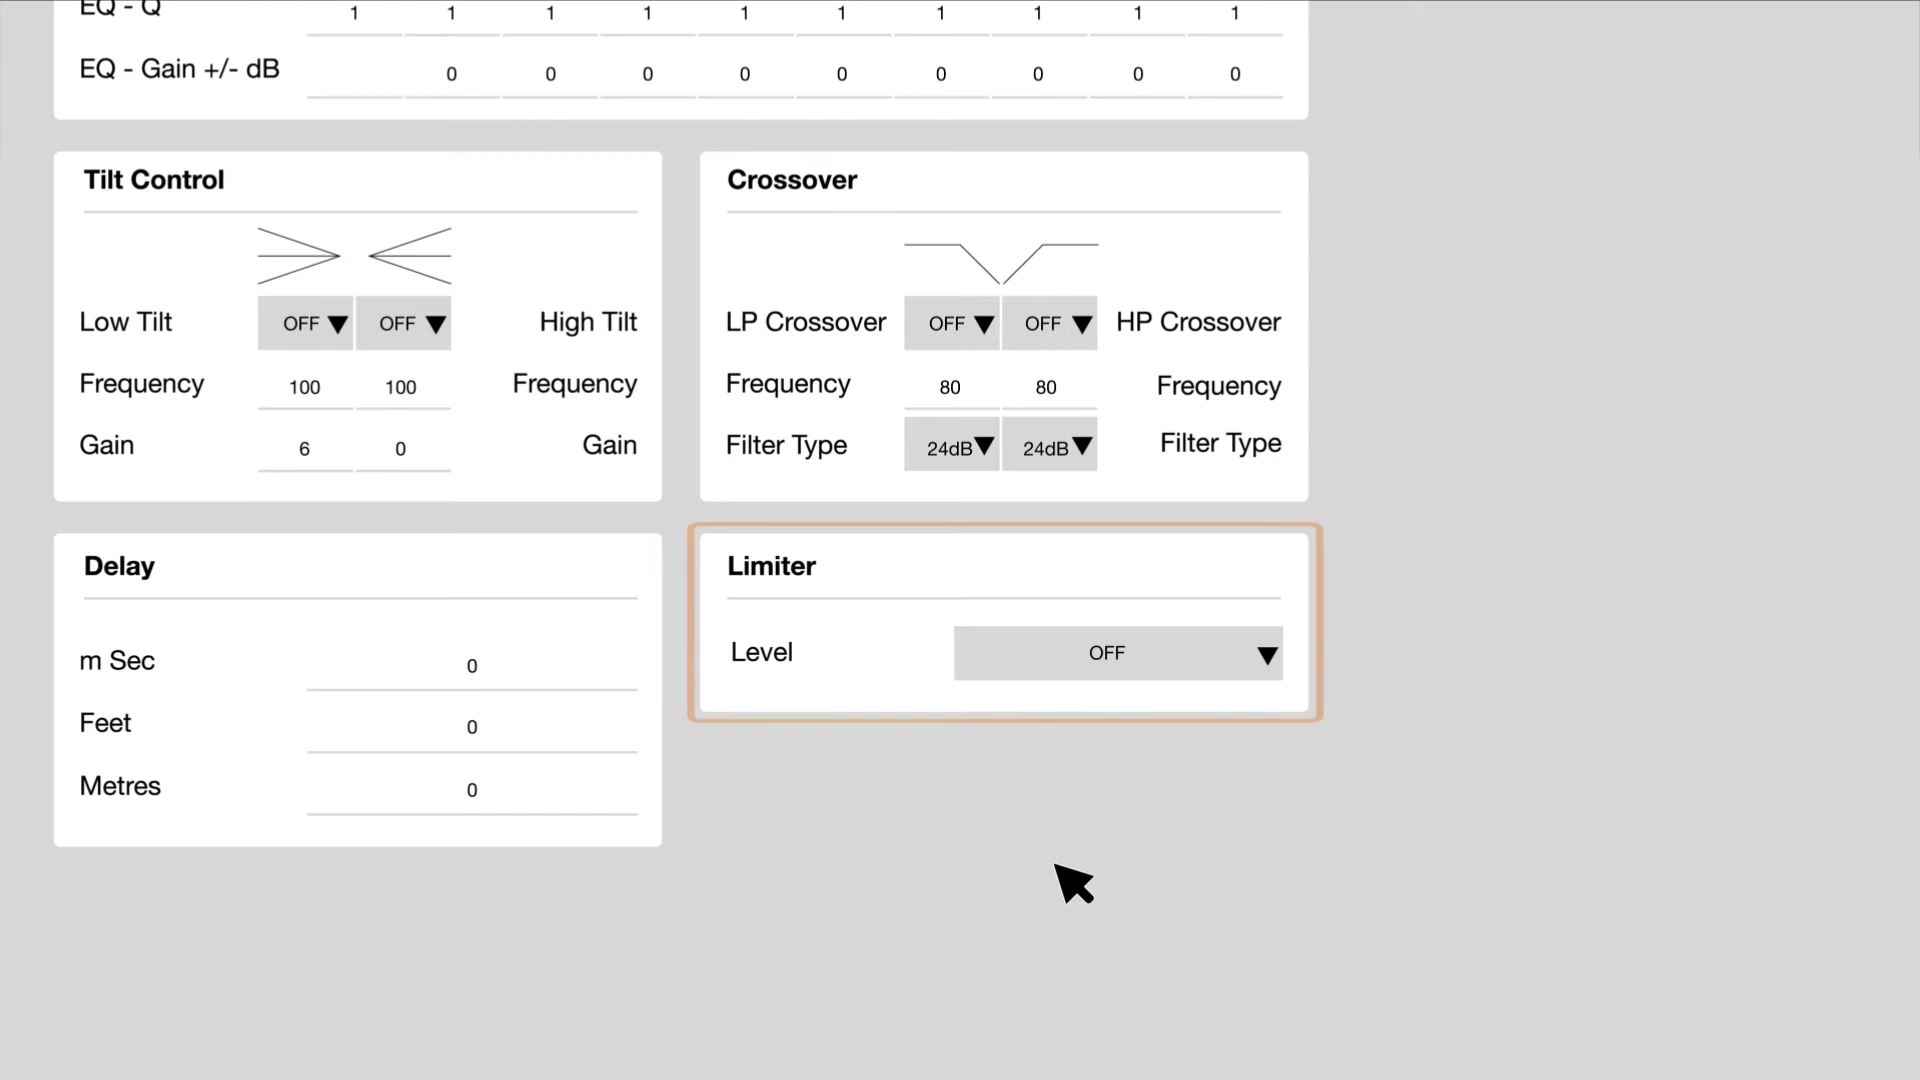 EQ - Q 1 1 1 1 1 1 1 1 1 1
EQ - Gain +/- dB 0 0 0 0 0 0 0 0 0
Tilt Control
Low Tilt OFF OFF High Tilt
Frequency 100 100 Frequency
Gain 6 0 Gain
Crossover
LP Crossover OFF OFF HP Crossover
Frequency 80 80 Frequency
Filter Type 24dB 24dB Filter Type
Delay
m Sec 0
Feet 0
Metres 0
Limiter
Level OFF